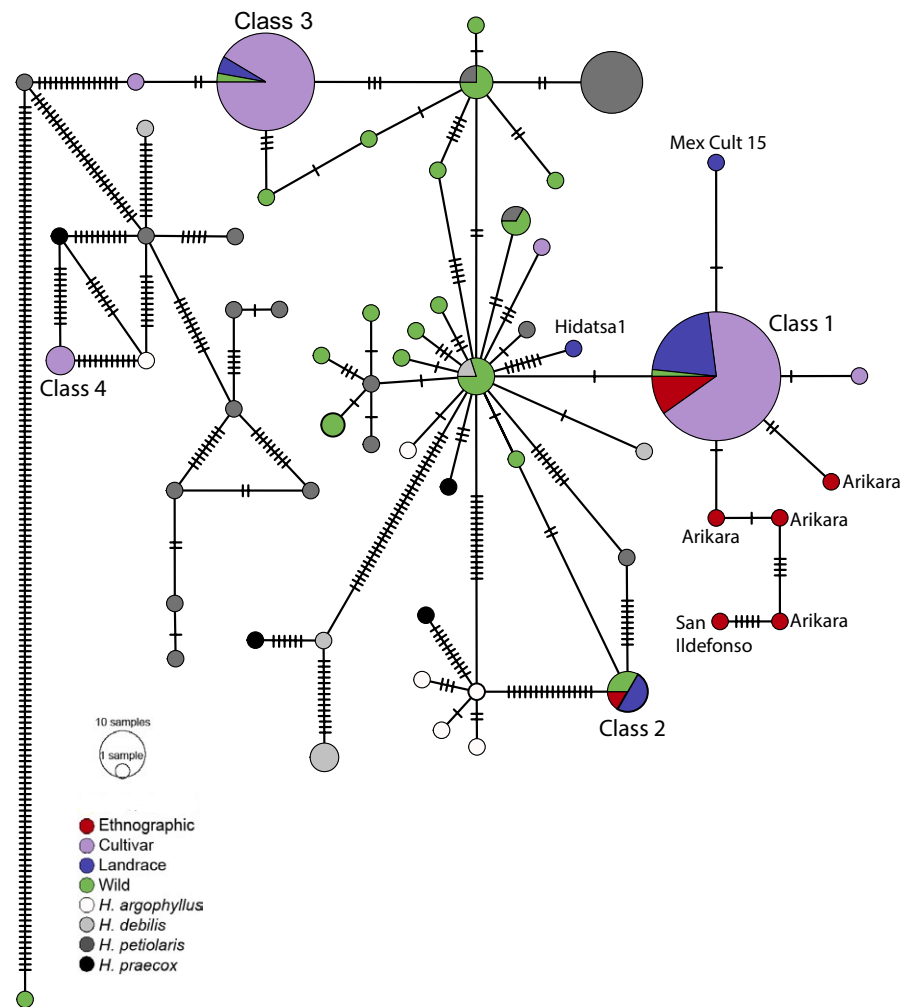 Class 3
Mex Cult 15
Hidatsa1
Class 1
Class 4
Arikara
Arikara
Arikara
San
Ildefonso
Arikara
Class 2
10 samples
1 sample
Ethnographic
Cultivar
Landrace
Wild
H. argophyllus
H. debilis
H. petiolaris
H. praecox